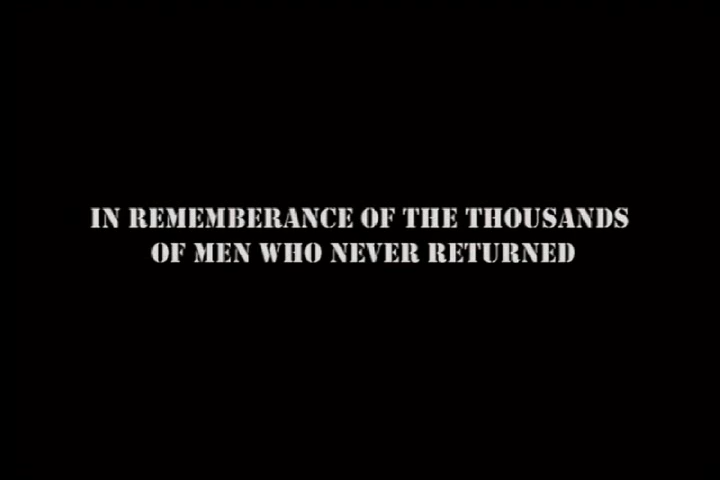 IN REMEMBERANCE OF THE THOUSANDS
OF MEN WHO NEVER RETURNED